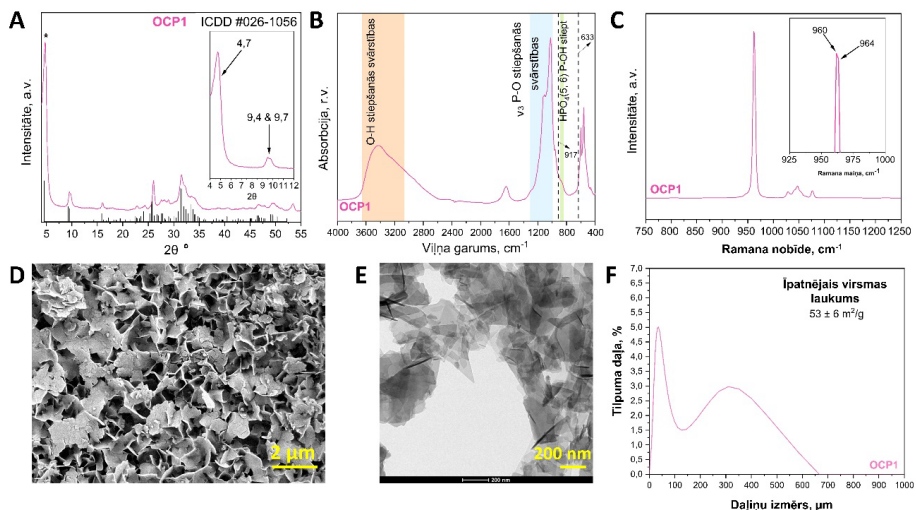 A
OCP1 ICDD #026-1056
Intensitāte, a.v.
*
4,7
9,4 & 9,7
4 5 6 7 8 9 10 11 12
2θ
5 10 15 20 25 30 35 40 45 50 55
2θ °
B
Absorbcija, r.v.
O-H stiepšanās svārstības
ν3 P-O stiepšanās
svārstības
HPO4(5, 6) P-OH stiept
633
917
OCP1
4000 3600 3200 2800 2400 2000 1600 1200 800 400
Viļņa garums, cm-1
C
Intensitāte, a.v.
960
964
925 950 975 1000
Ramana maiņa, cm-1
OCP1
750 850 950 1050 1150 1250
Ramana nobīde, cm-1
D
2 µm
E
200 nm
200 nm
F
Īpatnējais virsmas
laukums
53 ± 6 m2/g
Tilpuma daļa, %
7,0
6,5
6,0
5,5
5,0
4,5
4,0
3,5
3,0
2,5
2,0
1,5
1,0
0,5
0,0
OCP1
0 100 200 300 400 500 600 700 800 900 1000
Daļiņu izmērs, µm